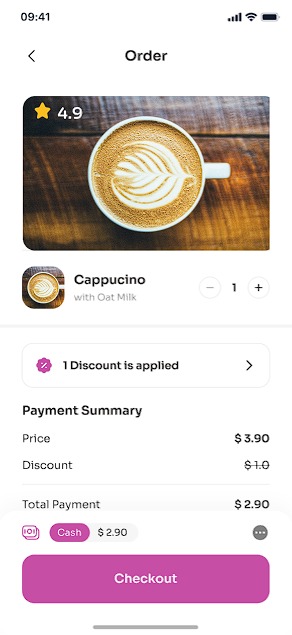 09:41
Order
4.9
Cappucino
with Oat Milk
1
1 Discount is applied
Payment Summary
Price $ 3.90
Discount $ 1.0
Total Payment $ 2.90
Cash $ 2.90
Checkout